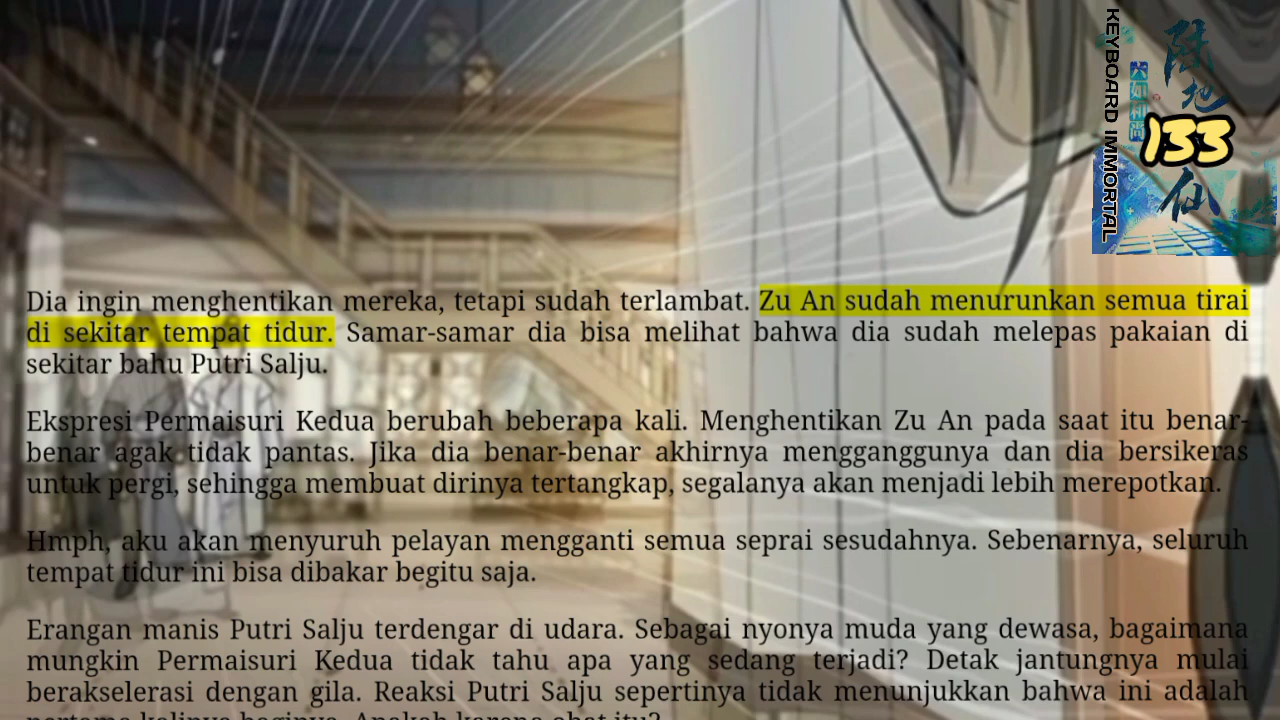 KEYBOARD IMMORTAL
陆地
133
仙
Dia ingin menghentikan mereka, tetapi sudah terlambat. Zu An sudah menurunkan semua tirai
di sekitar tempat tidur. Samar-samar dia bisa melihat bahwa dia sudah melepas pakaian di
sekitar bahu Putri Salju.
Ekspresi Permaisuri Kedua berubah beberapa kali. Menghentikan Zu An pada saat itu benar-
benar agak tidak pantas. Jika dia benar-benar akhirnya mengganggunya dan dia bersikeras
untuk pergi, sehingga membuat dirinya tertangkap, segalanya akan menjadi lebih merepotkan.
Hmph, aku akan menyuruh pelayan mengganti semua seprai sesudahnya. Sebenarnya, seluruh
tempat tidur ini bisa dibakar begitu saja.
Erangan manis Putri Salju terdengar di udara. Sebagai nyonya muda yang dewasa, bagaimana
mungkin Permaisuri Kedua tidak tahu apa yang sedang terjadi? Detak jantungnya mulai
berakselerasi dengan gila. Reaksi Putri Salju sepertinya tidak menunjukkan bahwa ini adalah